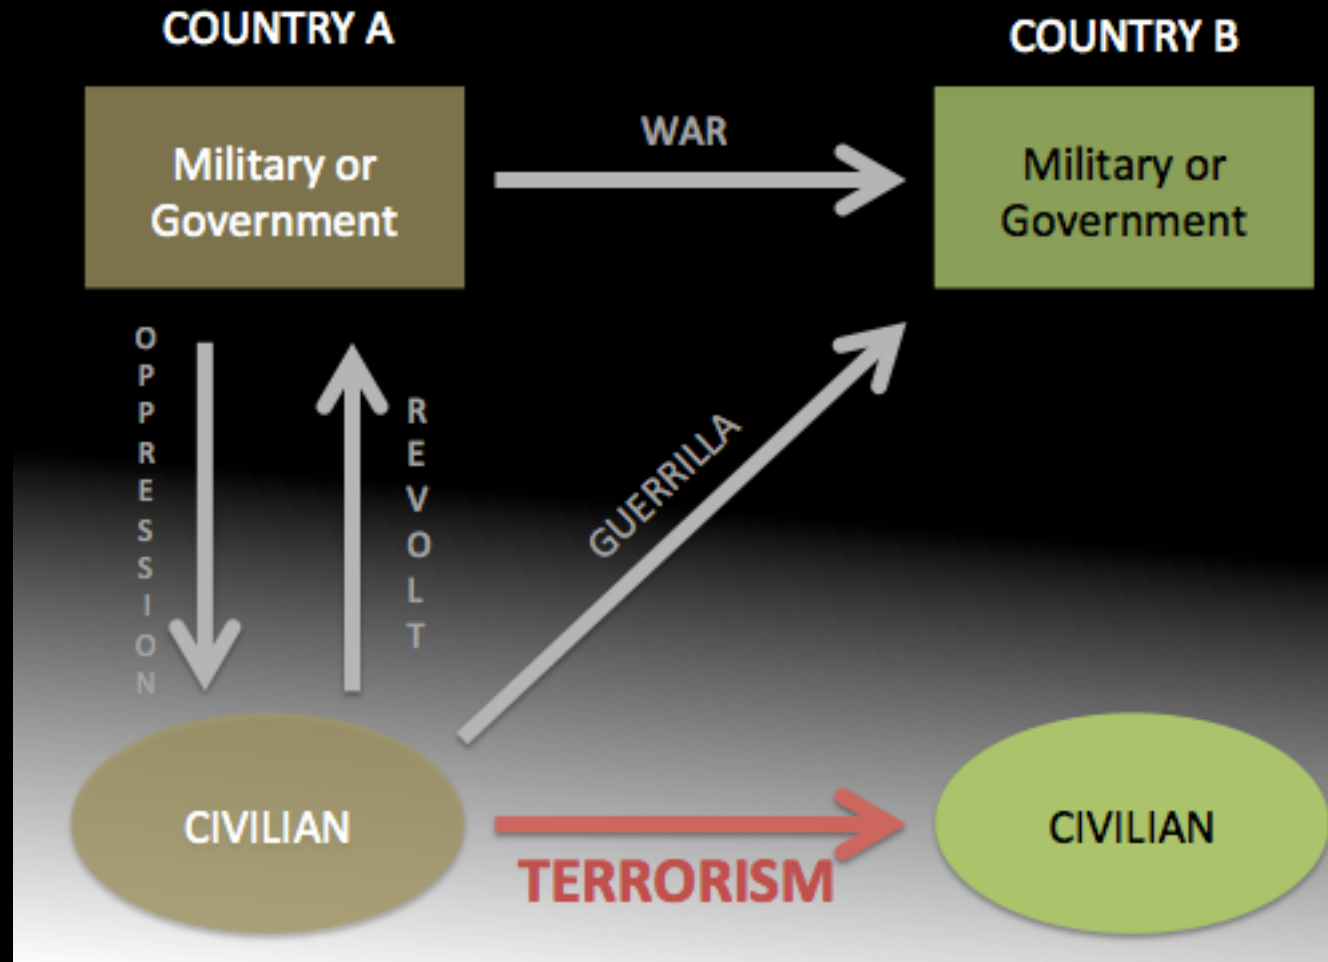 COUNTRY A
COUNTRY B
Military or
Government
WAR
Military or
Government
OPPRESSION
REVOLT
GUERRILLA
CIVILIAN
TERRORISM
CIVILIAN